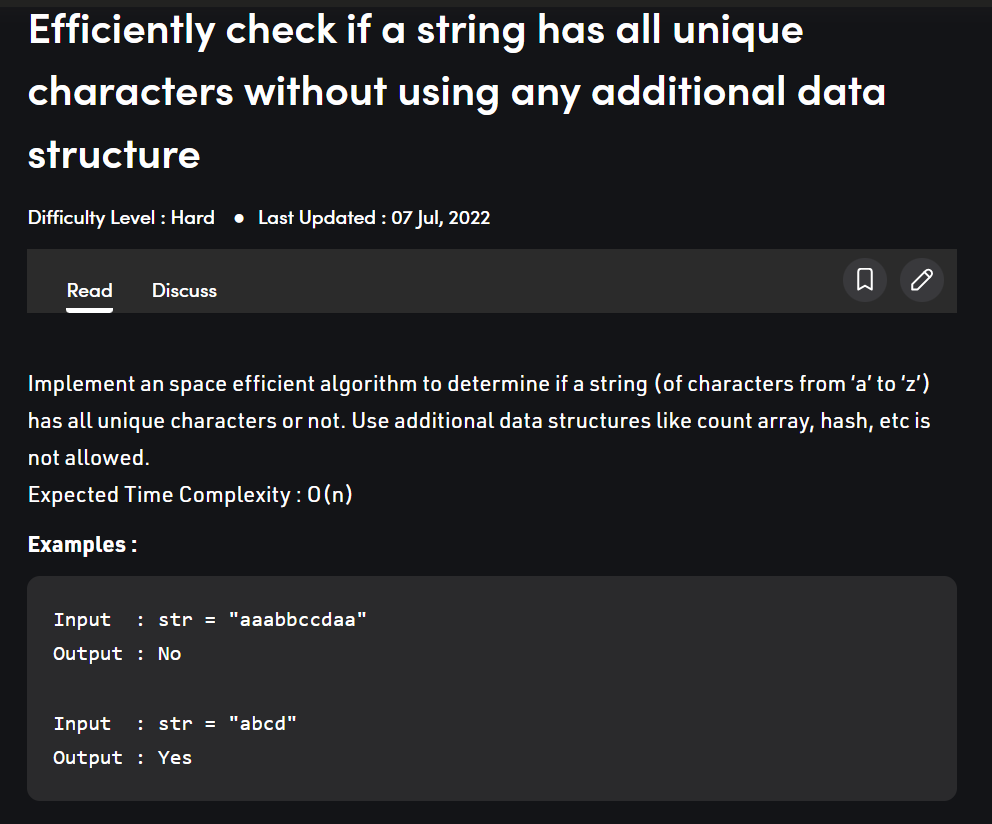 Efficiently check if a string has all unique
characters without using any additional data
structure
Difficulty Level : Hard ● Last Updated : 07 Jul, 2022
Read Discuss
Implement an space efficient algorithm to determine if a string (of characters from ‘a’ to ‘z’)
has all unique characters or not. Use additional data structures like count array, hash, etc is
not allowed.
Expected Time Complexity : O(n)
Examples :
Input  : str = "aaabbccdaa"
Output : No
Input  : str = "abcd"
Output : Yes